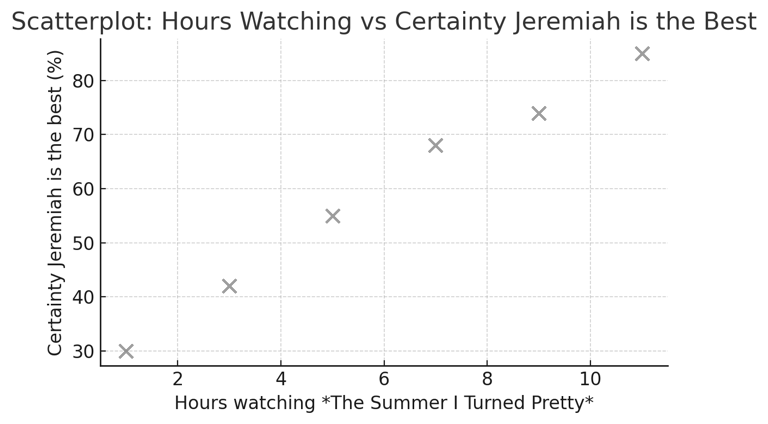 Scatterplot: Hours Watching vs Certainty Jeremiah is the Best
Certainty Jeremiah is the best (%)
80
70
60
50
40
30
2 4 6 8 10
Hours watching *The Summer I Turned Pretty*